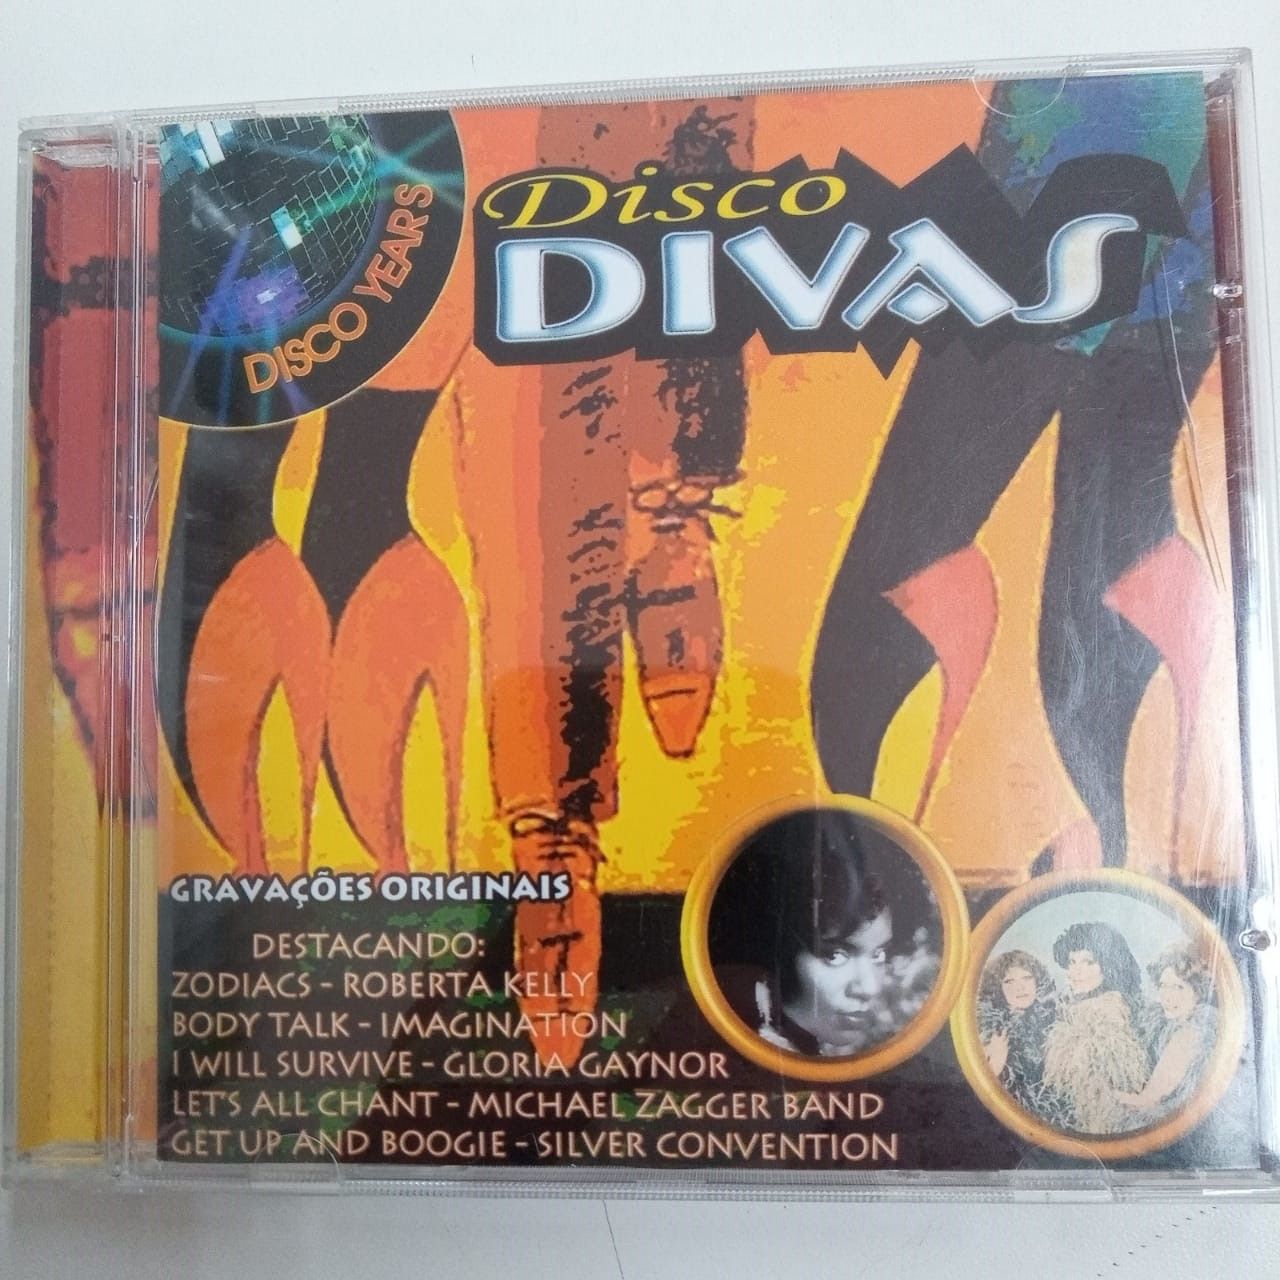 DISCO YEARS
Disco
DIVAS
GRAVAÇÕES ORIGINAIS
DESTACANDO:
ZODIACS - ROBERTA KELLY
BODY TALK - IMAGINATION
I WILL SURVIVE - GLORIA GAYNOR
LET'S ALL CHANT - MICHAEL ZAGGER BAND
GET UP AND BOOGIE - SILVER CONVENTION